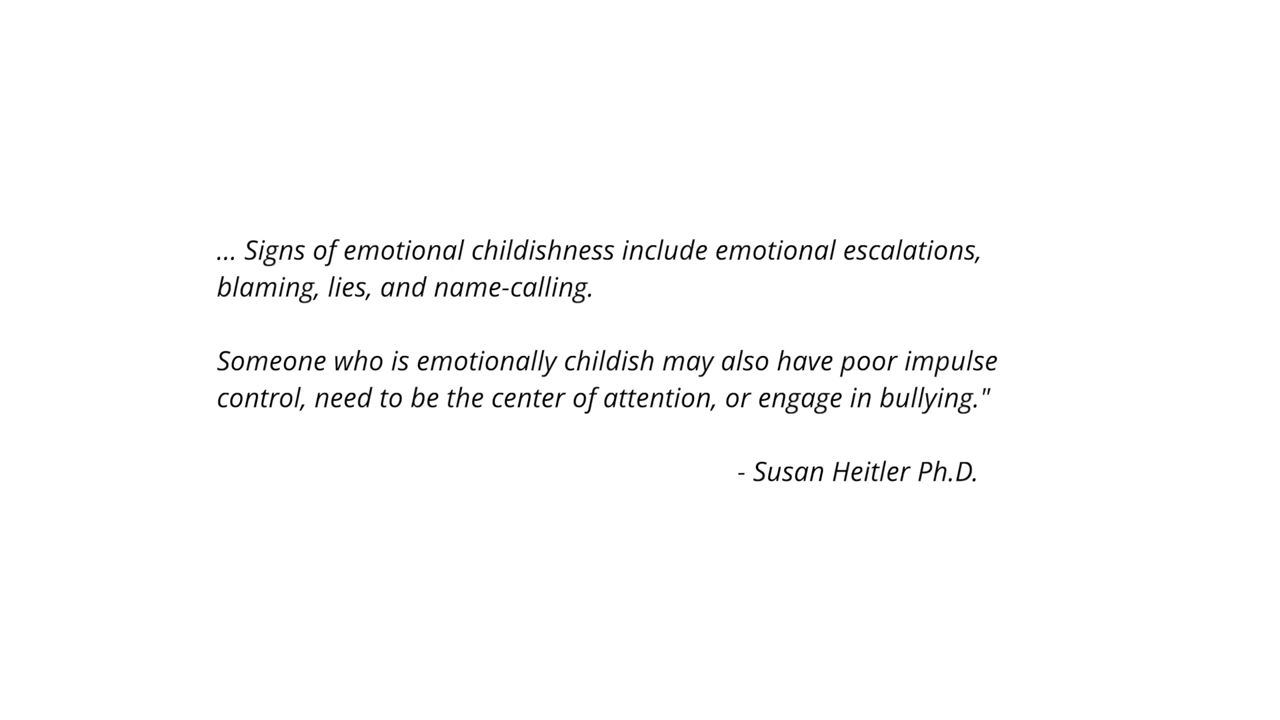 ... Signs of emotional childishness include emotional escalations,
blaming, lies, and name-calling.
Someone who is emotionally childish may also have poor impulse
control, need to be the center of attention, or engage in bullying."
- Susan Heitler Ph.D.